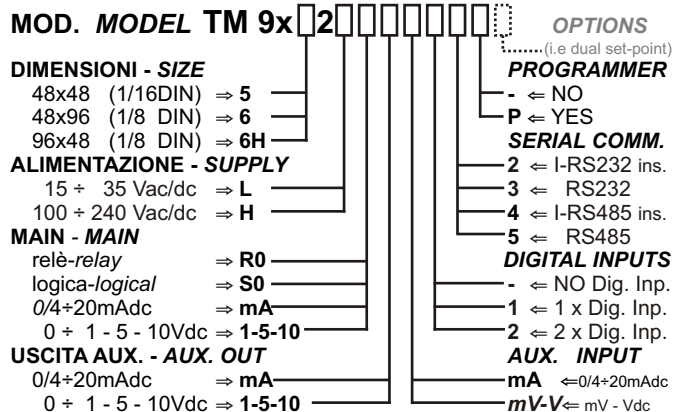 MOD. MODEL TM 9x 2 OPTIONS
(i.e dual set-point)
DIMENSIONI - SIZE
48x48 (1/16DIN) ⇒ 5
48x96 (1/8 DIN) ⇒ 6
96x48 (1/8 DIN) ⇒ 6H
ALIMENTAZIONE - SUPPLY
15 ÷ 35 Vac/dc ⇒ L
100 ÷ 240 Vac/dc ⇒ H
MAIN - MAIN
relè-relay ⇒ R0
logica-logical ⇒ S0
0/4÷20mAdc ⇒ mA
0 ÷ 1 - 5 - 10Vdc ⇒ 1-5-10
USCITA AUX. - AUX. OUT
0/4÷20mAdc ⇒ mA
0 ÷ 1 - 5 - 10Vdc ⇒ 1-5-10
PROGRAMMER
- ⇐ NO
P ⇐ YES
SERIAL COMM.
2 ⇐ I-RS232 ins.
3 ⇐ RS232
4 ⇐ I-RS485 ins.
5 ⇐ RS485
DIGITAL INPUTS
- ⇐ NO Dig. Inp.
1 ⇐ 1 x Dig. Inp.
2 ⇐ 2 x Dig. Inp.
AUX. INPUT
mA ⇐0/4÷20mAdc
mV-V⇐ mV - Vdc